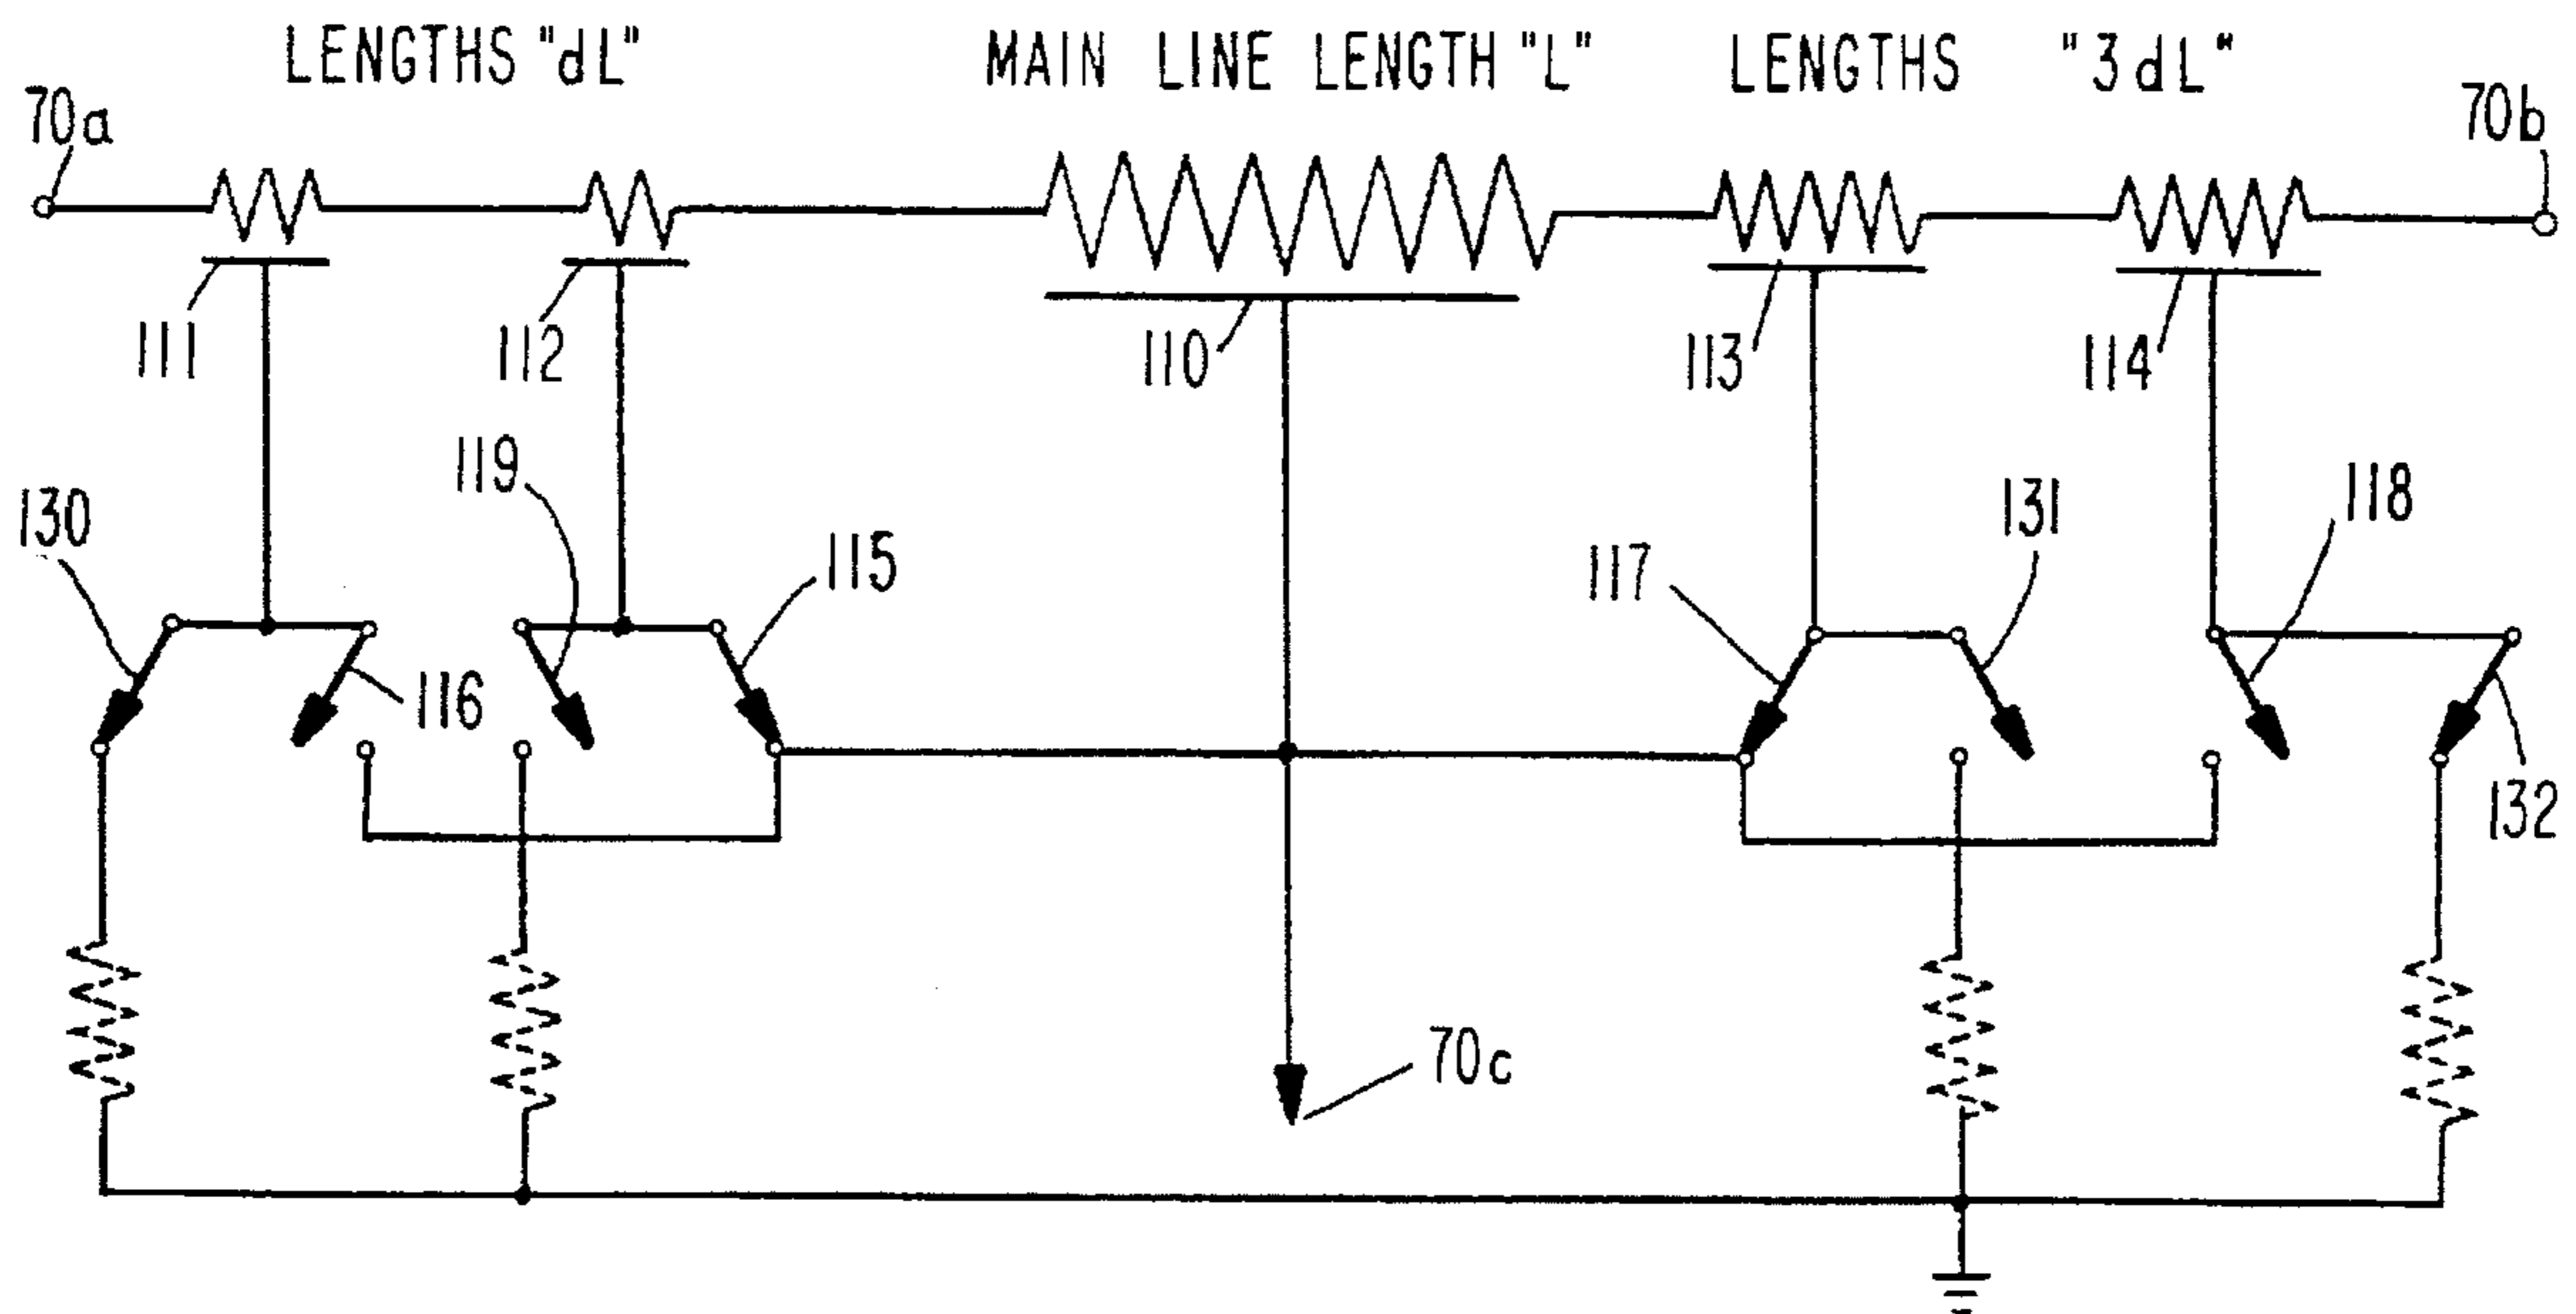 LENGTHS "dL"
MAIN LINE LENGTH "L"
LENGTHS "3dL"
70a
70b
111
112
110
113
114
119
130
115
131
118
117
116
132
70c